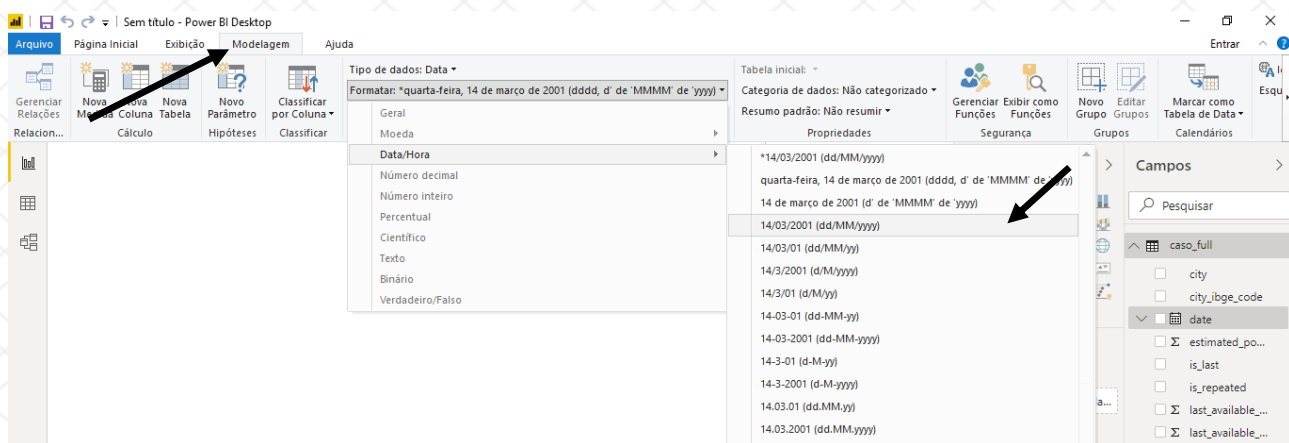 Sem título - Power BI Desktop
Arquivo Página Inicial Exibição Modelagem Ajuda Entrar
Tipo de dados: Data
Formatar: *quarta-feira, 14 de março de 2001 (dddd, d' de 'MMMM' de 'yyyy)
Gerenciar
Relações
Relacion...
Nova Nova Nova
Coluna Tabela
Cálculo
Novo
Parâmetro
Hipóteses
Classificar
por Coluna
Classificar
Tabela inicial:
Categoria de dados: Não categorizado
Resumo padrão: Não resumir
Propriedades
Gerenciar Exibir como
Funções Funções
Segurança
Novo Editar
Grupo Grupos
Grupos
Marcar como
Tabela de Data
Calendários
Esqu
Geral
Moeda
Data/Hora
Número decimal
Número inteiro
Percentual
Científico
Texto
Binário
Verdadeiro/Falso
*14/03/2001 (dd/MM/yyyy)
quarta-feira, 14 de março de 2001 (dddd, d' de 'MMMM' de 'yyyy)
14 de março de 2001 (d' de 'MMMM' de 'yyyy)
14/03/2001 (dd/MM/yyyy)
14/03/01 (dd/MM/yy)
14/3/2001 (d/M/yyyy)
14/3/01 (d/M/yy)
14-03-01 (dd-MM-yy)
14-03-2001 (dd-MM-yyyy)
14-3-01 (d-M-yy)
14-3-2001 (d-M-yyyy)
14.03.01 (dd.MM.yy)
14.03.2001 (dd.MM.yyyy)
a...
Campos
Pesquisar
caso_full
city
city_ibge_code
date
estimated_po...
is_last
is_repeated
last_available_...
last_available_...